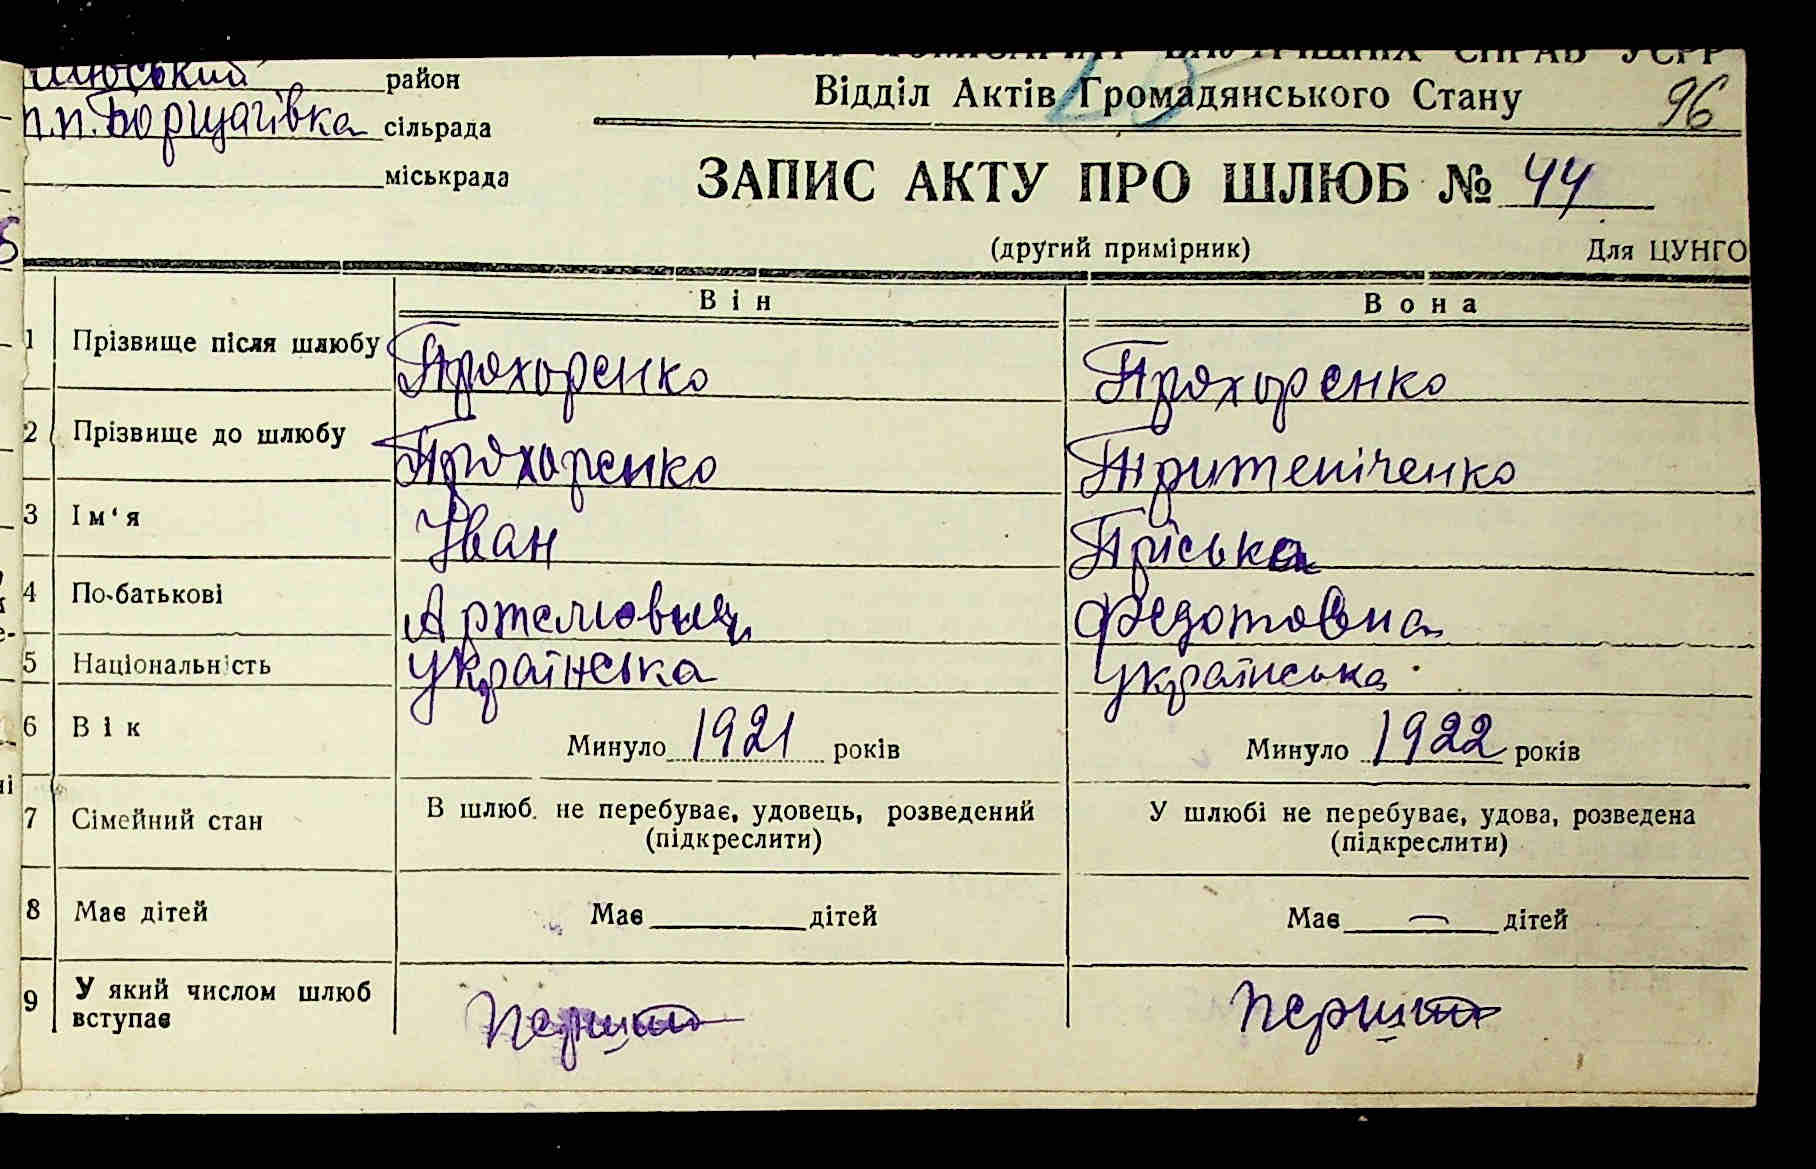 район
Відділ Актів Громадянського Стану 96
п.п. Борщагівка сільрада
міськрада
ЗАПИС АКТУ ПРО ШЛЮБ № 44
(другий примірник) Для ЦУНГО
Він Вона
1 Прізвище після шлюбу Прохоренко Прохоренко
2 Прізвище до шлюбу Прохоренко
3 Ім'я Іван Пріська
4 По-батькові Артемович Федотовна
5 Національність українська українська
6 Вік Минуло 1921 років Минуло 1922 років
7 Сімейний стан В шлюб. не перебуває, удовець, розведений У шлюбі не перебуває, удова, розведена
(підкреслити) (підкреслити)
8 Має дітей Має дітей Має — дітей
9 У який числом шлюб
вступає